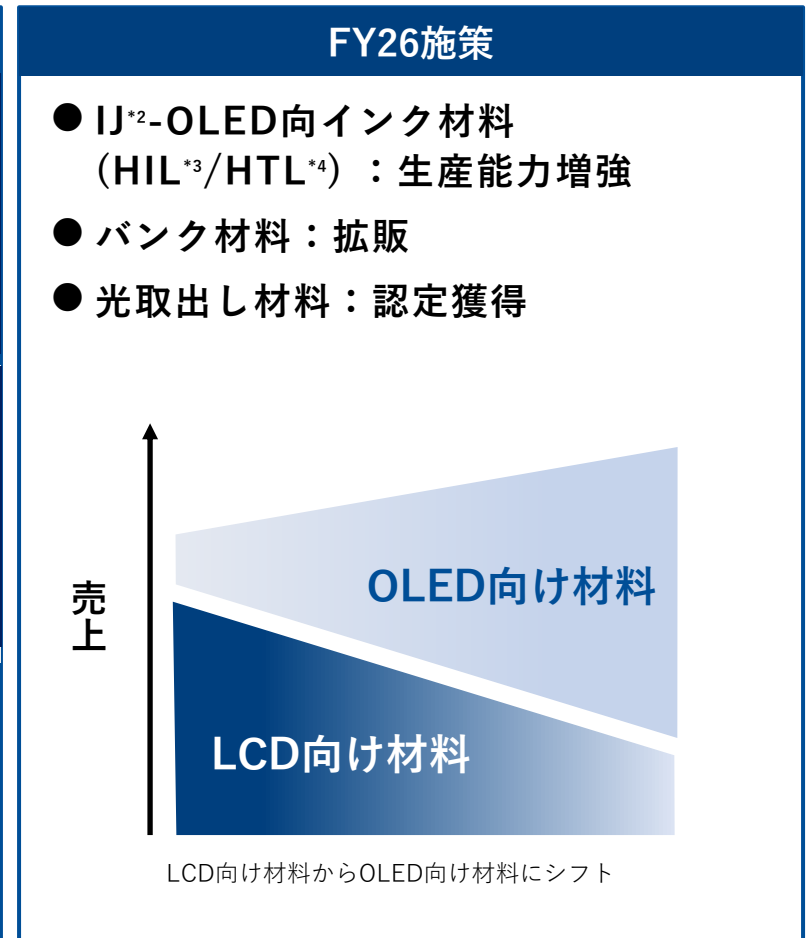 FY26施策
● IJ*2-OLED向インク材料
(HIL*3/HTL*4)：生産能力増強
● バンク材料：拡販
● 光取出し材料：認定獲得
売上
OLED向け材料
LCD向け材料
LCD向け材料からOLED向け材料にシフト